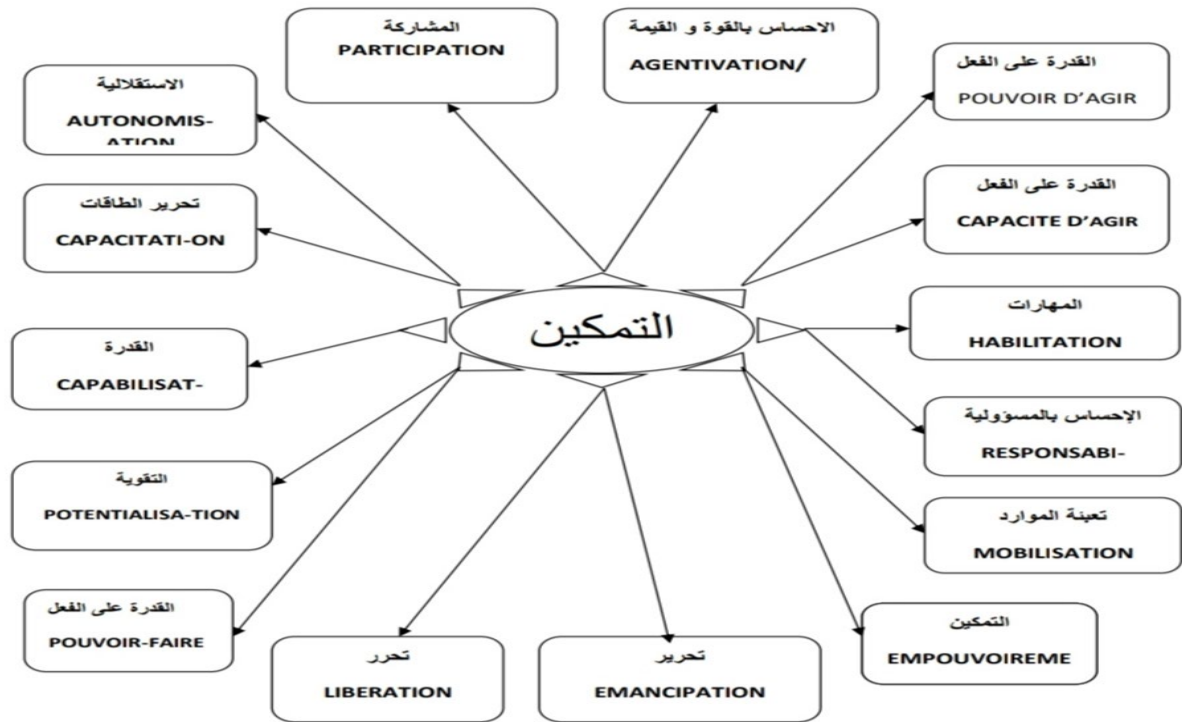 المشاركة
PARTICIPATION
الاحساس بالقوة و القيمة
AGENTIVATION/
القدرة على الفعل
POUVOIR D’AGIR
الاستقلالية
AUTONOMIS-
ATION
القدرة على الفعل
CAPACITE D’AGIR
تحرير الطاقات
CAPACITATI-ON
التمكين
المهارات
HABILITATION
القدرة
CAPABILISAT-
الإحساس بالمسؤولية
RESPONSABI-
التقوية
POTENTIALISA-TION
تعبئة الموارد
MOBILISATION
القدرة على الفعل
POUVOIR-FAIRE
تحرر
LIBERATION
تحرير
EMANCIPATION
التمكين
EMPOUVOIREME